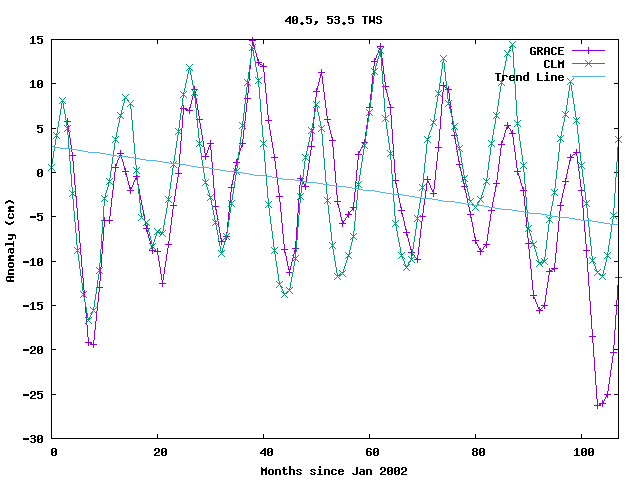 40.5, 53.5 TWS
GRACE
CLM
Trend Line
15
10
5
0
-5
-10
-15
-20
-25
-30
Anomaly (cm)
0 20 40 60 80 100
Months since Jan 2002